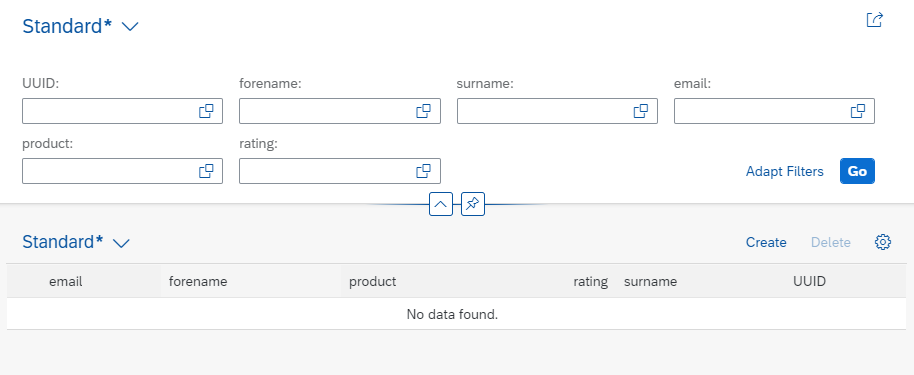 Standard*
UUID: forename: surname: email:
product: rating:
Adapt Filters Go
Standard* Create Delete
email forename product rating surname UUID
No data found.